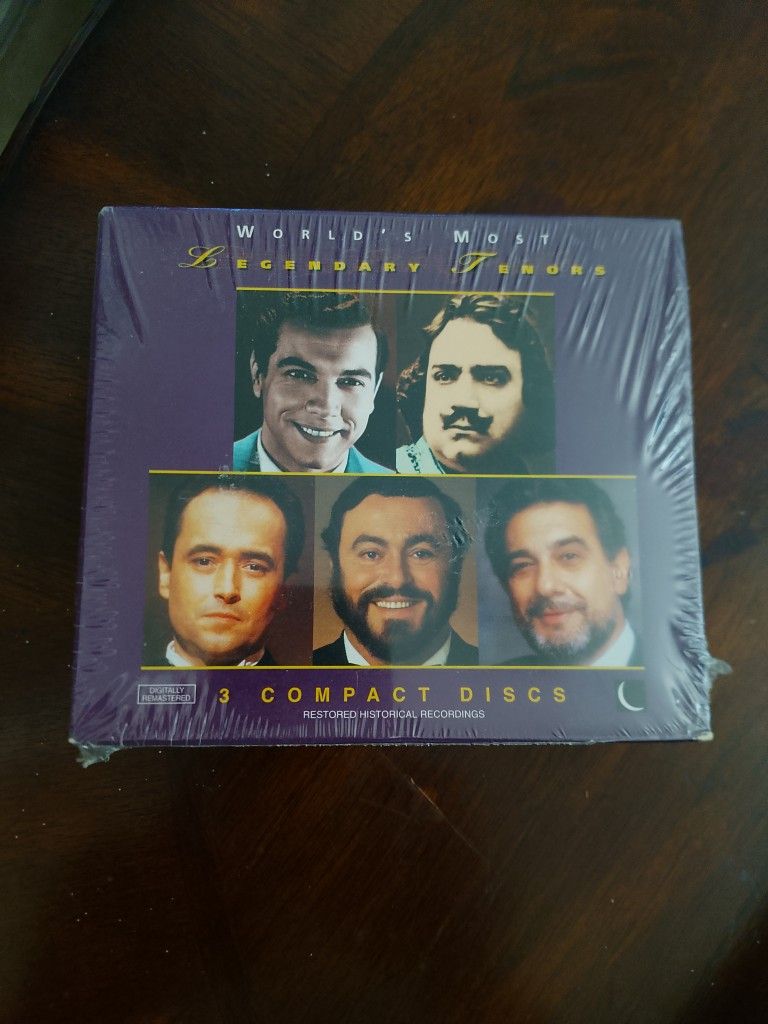 WORLD'S MOST
LEGENDARY TENORS
DIGITALLY
REMASTERED
3 COMPACT DISCS
RESTORED HISTORICAL RECORDINGS